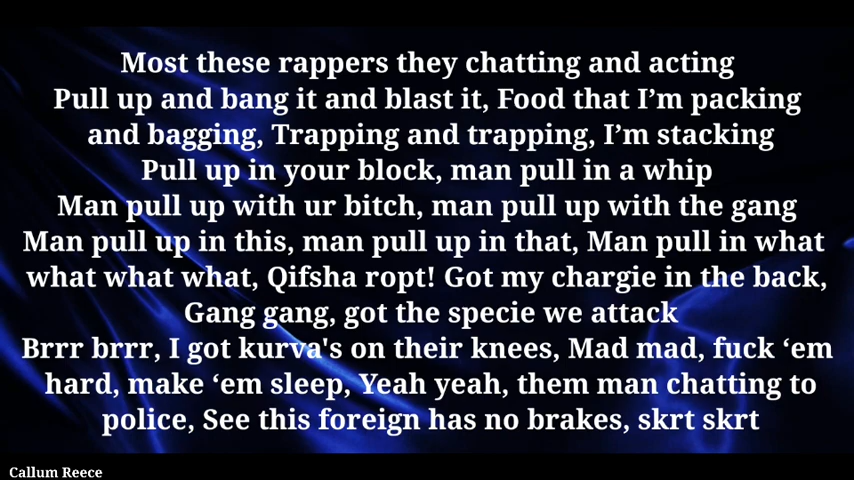 Most these rappers they chatting and acting
Pull up and bang it and blast it, Food that I’m packing
and bagging, Trapping and trapping, I’m stacking
Pull up in your block, man pull in a whip
Man pull up with ur bitch, man pull up with the gang
Man pull up in this, man pull up in that, Man pull in what
what what what, Qifsha ropt! Got my chargie in the back,
Gang gang, got the specie we attack
Brrr brrr, I got kurva's on their knees, Mad mad, fuck ‘em
hard, make ‘em sleep, Yeah yeah, them man chatting to
police, See this foreign has no brakes, skrt skrt
Callum Reece